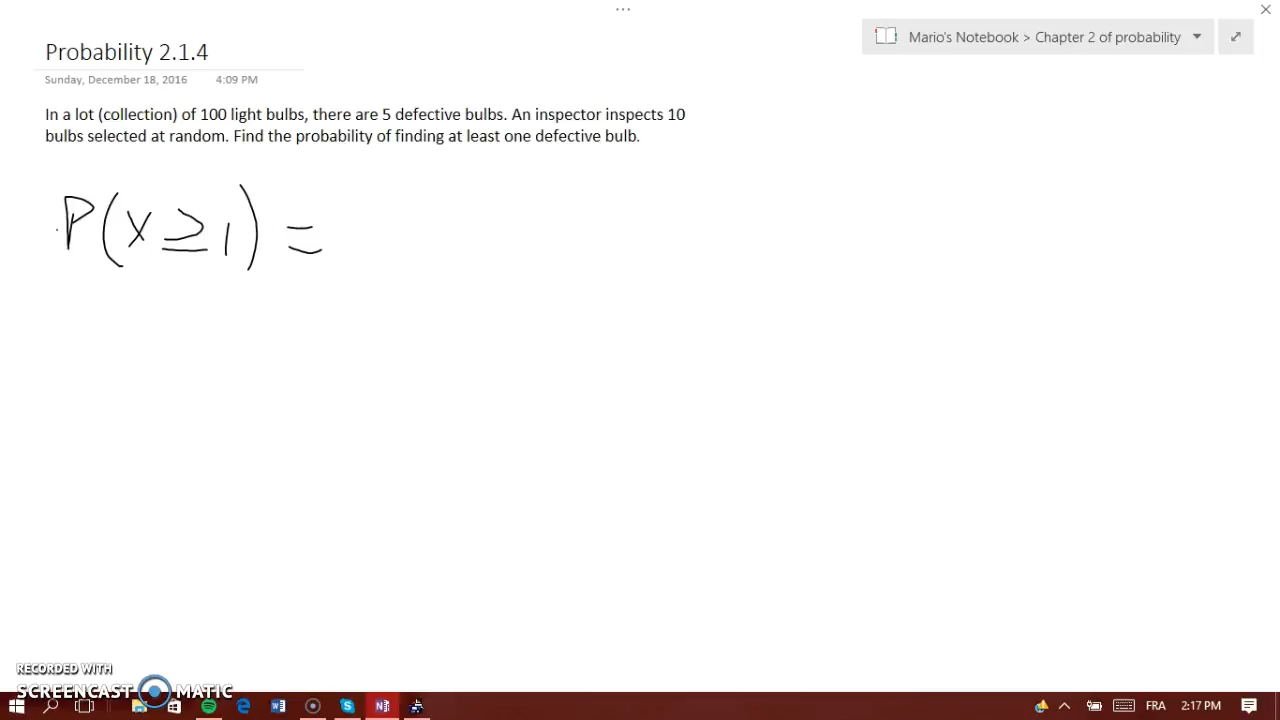 ...
Mario's Notebook > Chapter 2 of probability
Probability 2.1.4
Sunday, December 18, 2016 4:09 PM
In a lot (collection) of 100 light bulbs, there are 5 defective bulbs. An inspector inspects 10
bulbs selected at random. Find the probability of finding at least one defective bulb.
P(X ≥ 1) =
RECORDED WITH
SCREENCAST MATIC
FRA 2:17 PM